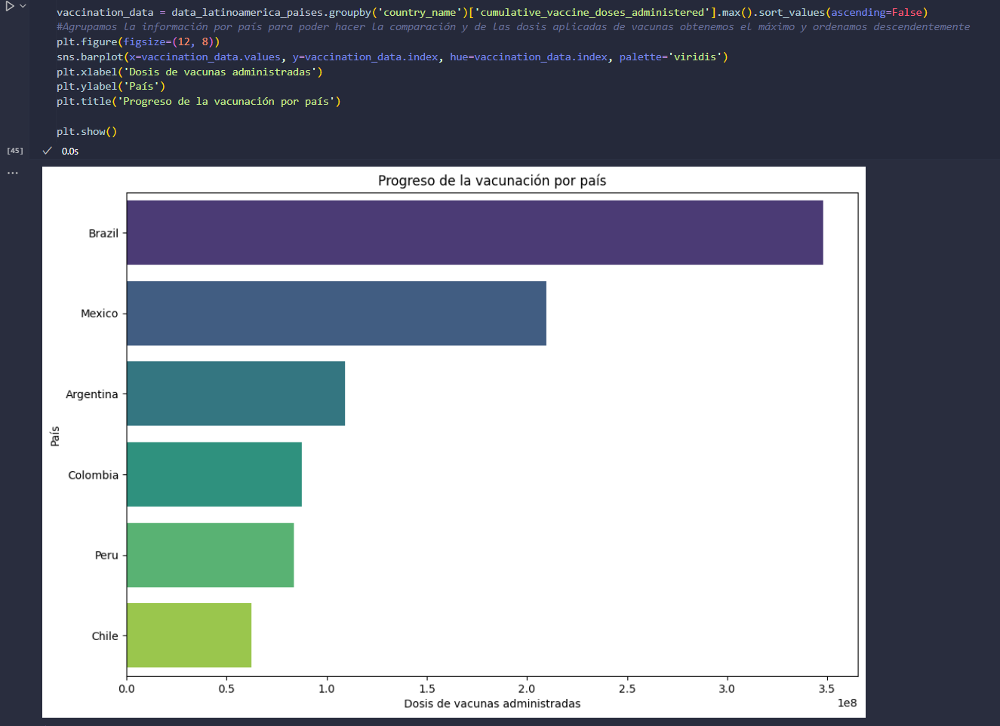 vaccination_data = data_latinoamerica_paises.groupby('country_name')['cumulative_vaccine_doses_administered'].max().sort_values(ascending=False)
#Agrupamos la información por país para poder hacer la comparación y de las dosis aplicadas de vacunas obtenemos el máximo y ordenamos descendentemente
plt.figure(figsize=(12, 8))
sns.barplot(x=vaccination_data.values, y=vaccination_data.index, hue=vaccination_data.index, palette='viridis')
plt.xlabel('Dosis de vacunas administradas')
plt.ylabel('País')
plt.title('Progreso de la vacunación por país')
plt.show()
[45]
0.0s
Progreso de la vacunación por país
Brazil
Mexico
Argentina
País
Colombia
Peru
Chile
0.0 0.5 1.0 1.5 2.0 2.5 3.0 3.5
1e8
Dosis de vacunas administradas